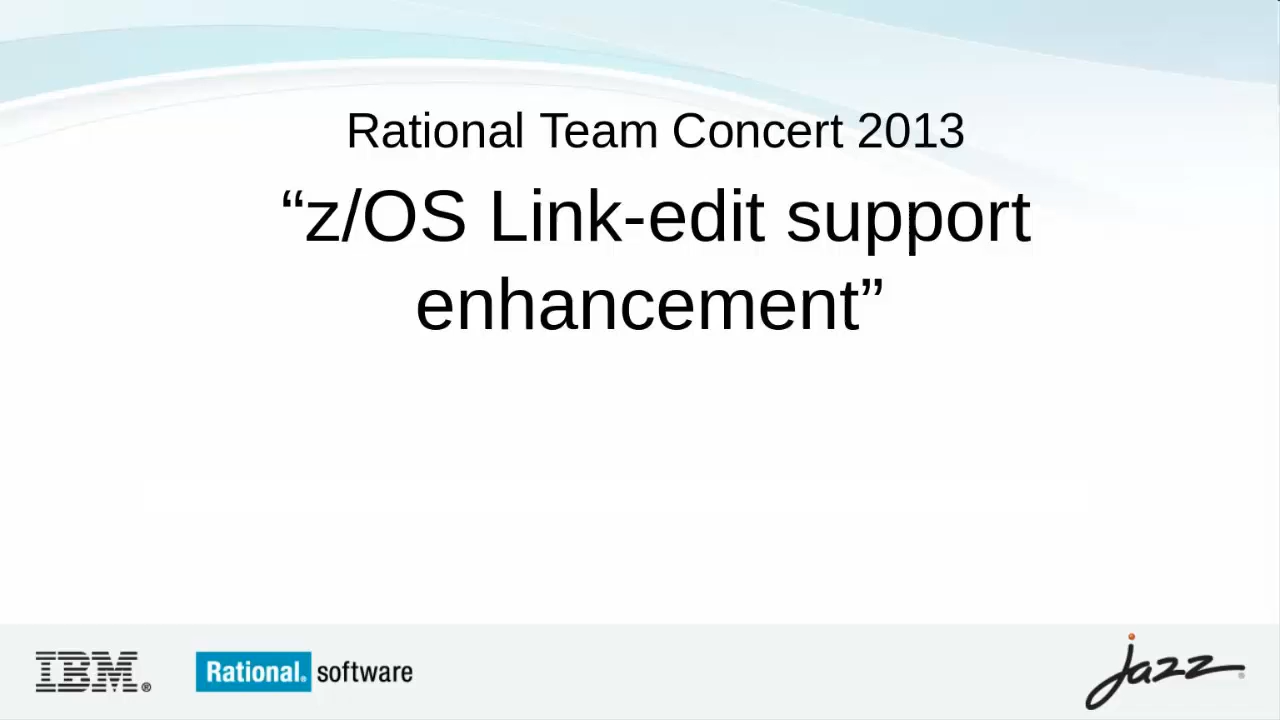 Rational Team Concert 2013
“z/OS Link-edit support
enhancement”
IBM®
Rational® software
jazz®